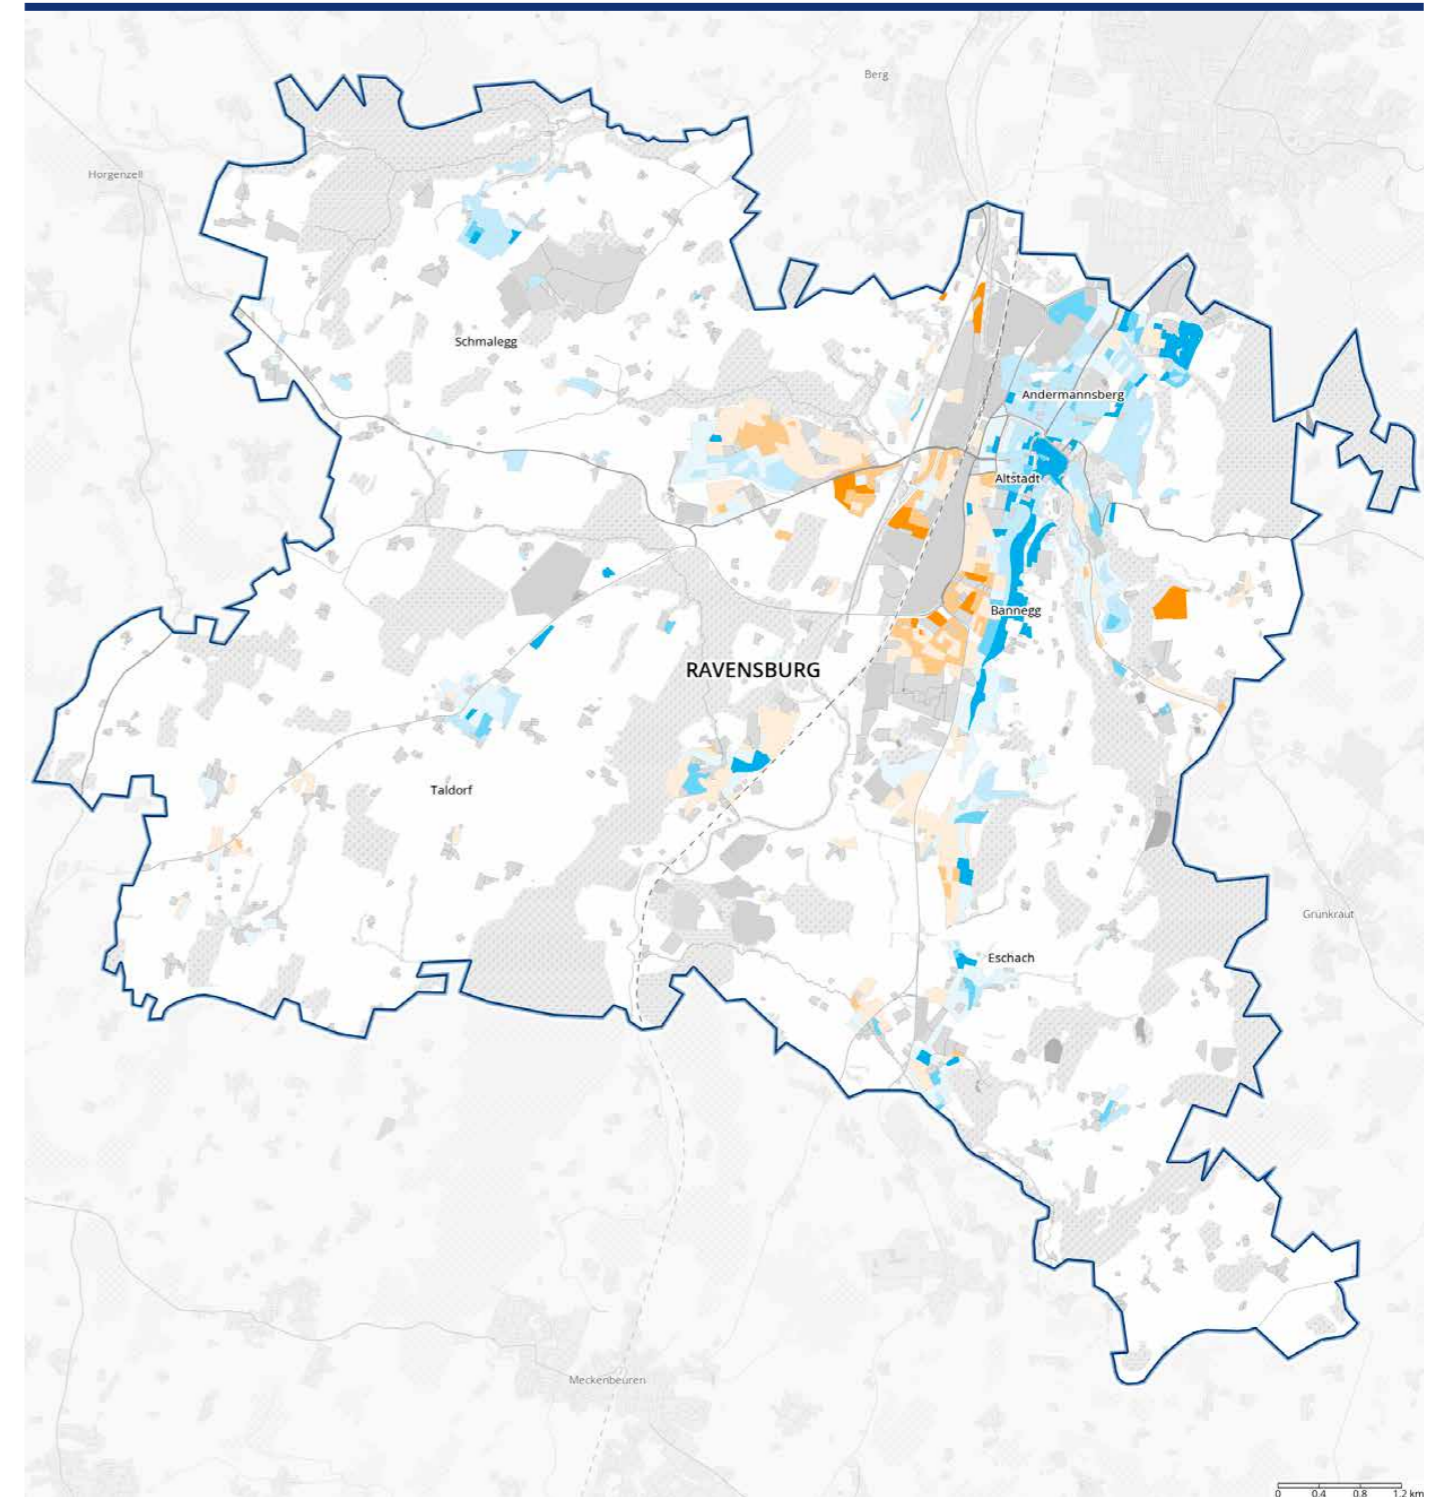 Berg
Horgenzell
Schmalegg
Andermannsberg
Altstadt
Bannegg
RAVENSBURG
Taldorf
Grünkraut
Eschach
Meckenbeuren
0 0.4 0.8 1.2 km